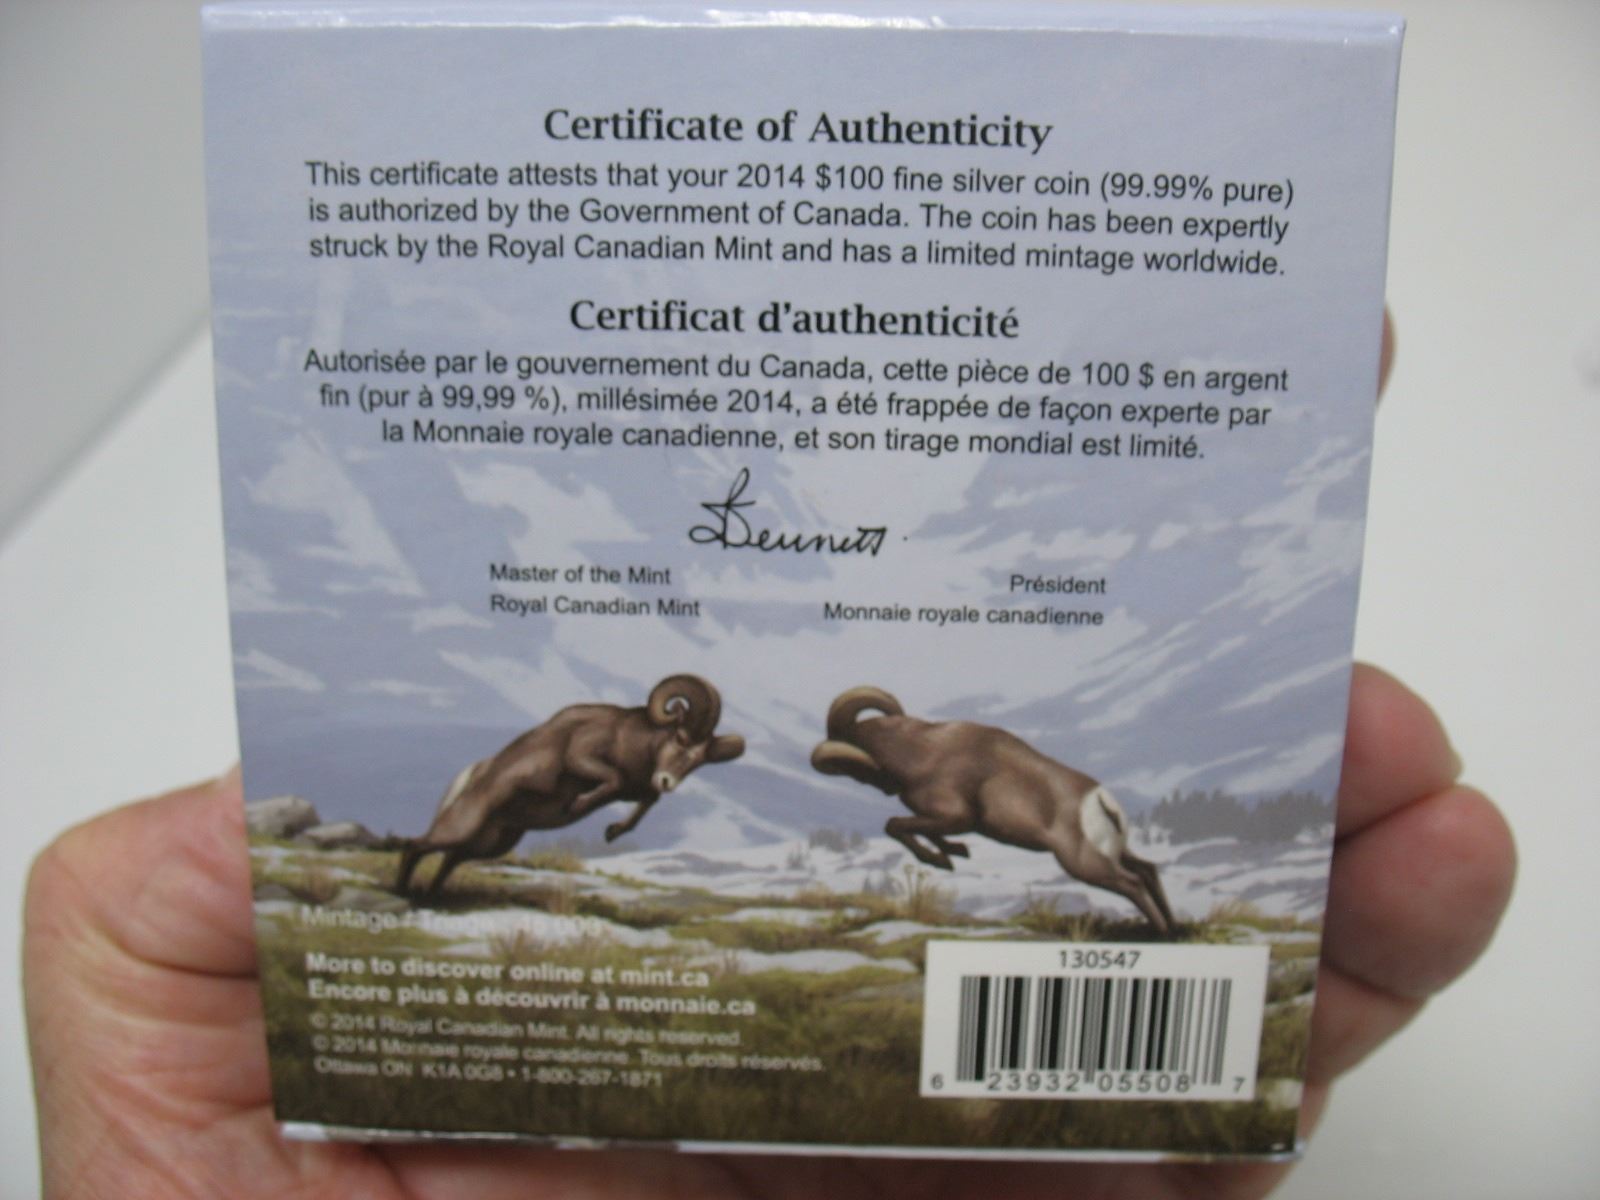 Certificate of Authenticity
This certificate attests that your 2014 $100 fine silver coin (99.99% pure)
is authorized by the Government of Canada. The coin has been expertly
struck by the Royal Canadian Mint and has a limited mintage worldwide.
Certificat d'authenticité
Autorisée par le gouvernement du Canada, cette pièce de 100 $ en argent
fin (pur à 99,99 %), millésimée 2014, a été frappée de façon experte par
la Monnaie royale canadienne, et son tirage mondial est limité.
Bennett
Master of the Mint
Royal Canadian Mint
Président
Monnaie royale canadienne
Mintage /
More to discover online at mint.ca
Encore plus à découvrir à monnaie.ca
© 2014 Royal Canadian Mint. All rights reserved.
© 2014 Monnaie royale canadienne. Tous droits réservés.
Ottawa ON K1A 0G8 • 1-800-267-1871
130547
6 23932 05508 7